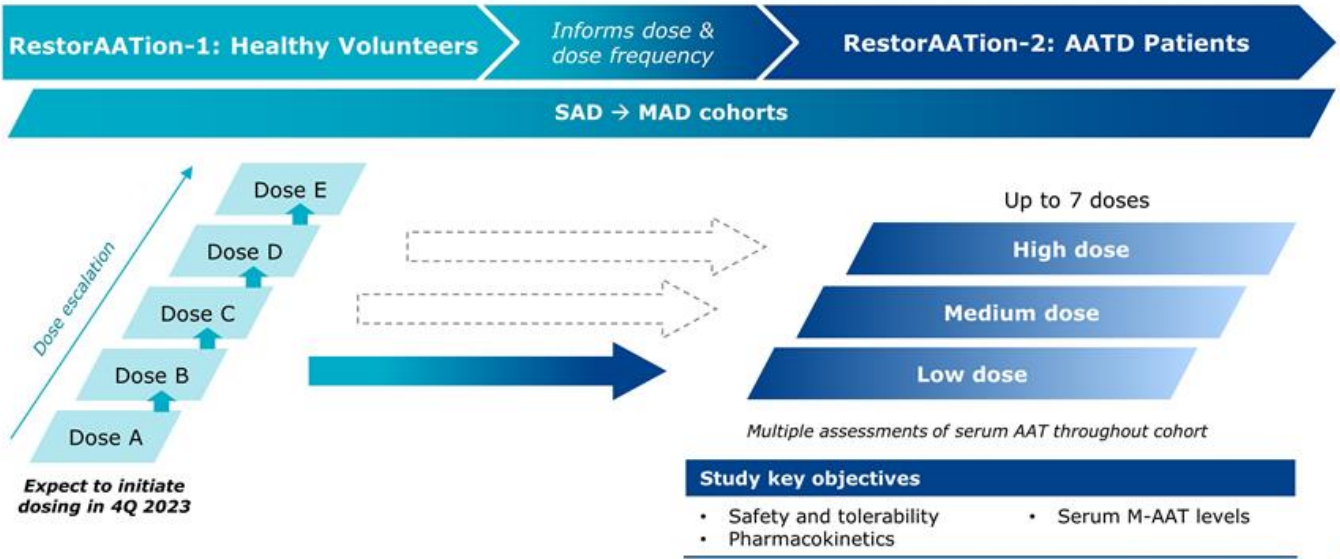 RestorAATion-1: Healthy Volunteers
Informs dose &
dose frequency
RestorAATion-2: AATD Patients
SAD → MAD cohorts
Dose escalation
Dose E
Dose D
Dose C
Dose B
Dose A
Expect to initiate
dosing in 4Q 2023
Up to 7 doses
High dose
Medium dose
Low dose
Multiple assessments of serum AAT throughout cohort
Study key objectives
• Safety and tolerability
• Pharmacokinetics
• Serum M-AAT levels